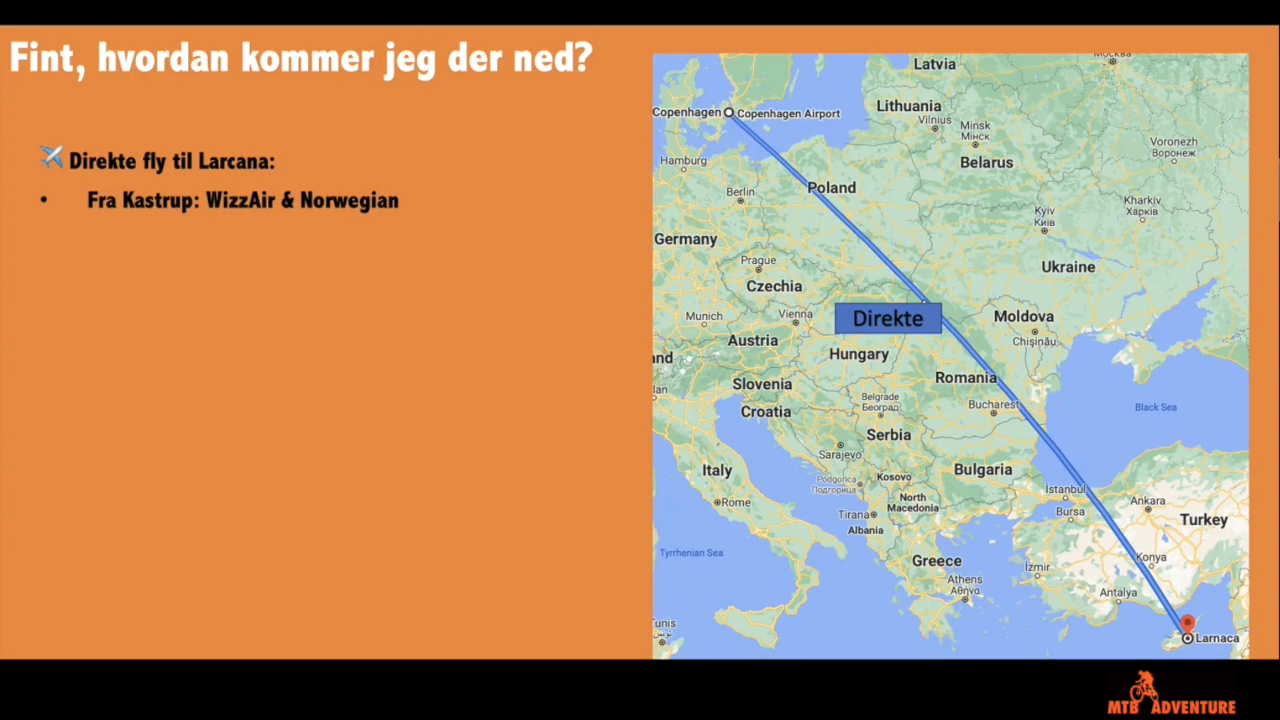 Fint, hvordan kommer jeg der ned?
✈️ Direkte fly til Larcana:
• Fra Kastrup: WizzAir & Norwegian
Москва
Latvia
Copenhagen
Copenhagen Airport
Lithuania
Vilnius
Minsk
Мінск
Belarus
Voronezh
Воронеж
Hamburg
Berlin
Poland
Kharkiv
Харків
Kyiv
Київ
Germany
Prague
Czechia
Ukraine
Munich
Vienna
Direkte
Moldova
Chișinău
Austria
Hungary
Slovenia
Romania
Croatia
Belgrade
Београд
Bucharest
Black Sea
Serbia
Sarajevo
Italy
Bulgaria
Kosovo
Podgorica
Подгорица
Rome
North
Macedonia
Istanbul
Ankara
Tirana
Bursa
Turkey
Albania
Tyrrhenian Sea
Greece
Konya
İzmir
Athens
Αθήνα
Antalya
Larnaca
MTB ADVENTURE